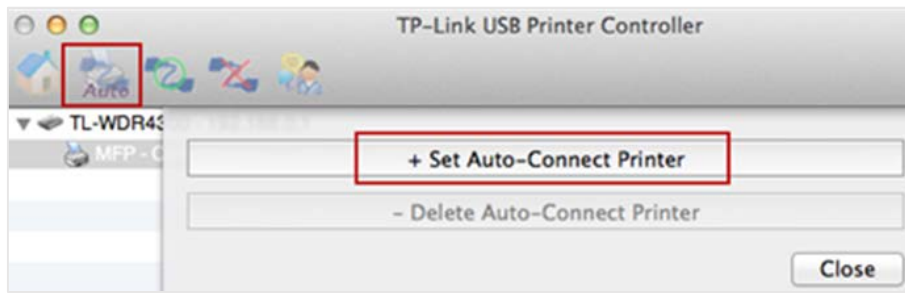 TP-Link USB Printer Controller
Auto
TL-WDR43
MFP - C
+ Set Auto-Connect Printer
- Delete Auto-Connect Printer
Close